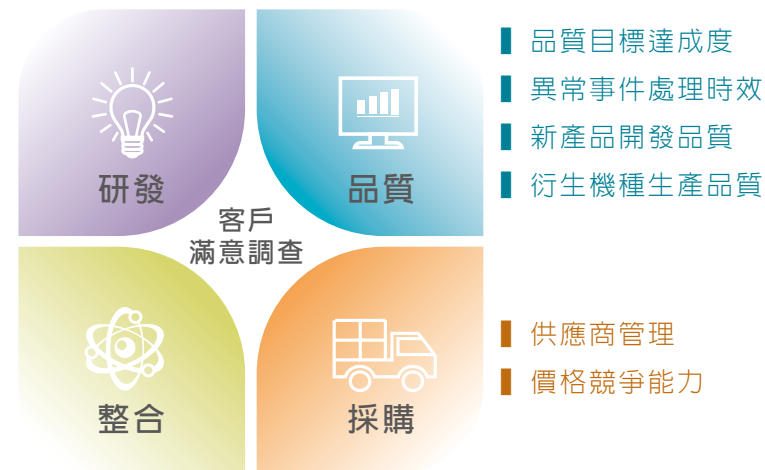 研發
品質
客戶
滿意調查
整合
採購
品質目標達成度
異常事件處理時效
新產品開發品質
衍生機種生產品質
供應商管理
價格競爭能力